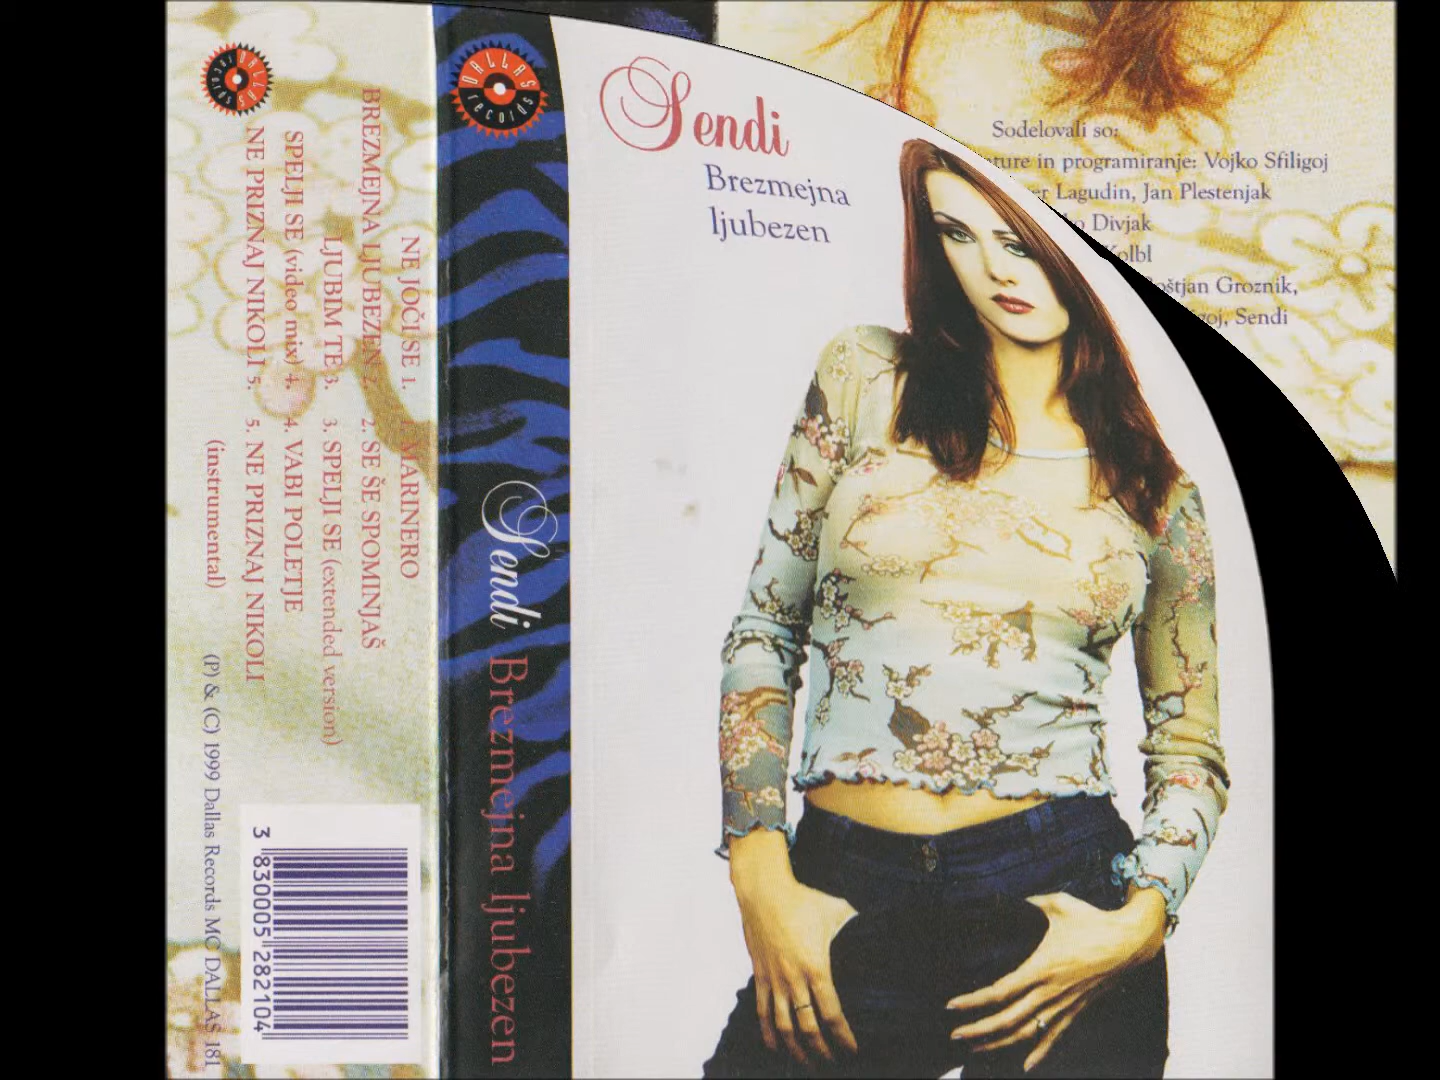 DALLAS records
NE JOČI SE 1.
BREZMEJNA LJUBEZEN 2.
LJUBIM TE 3.
SPELJI SE (video mix) 4.
NE PRIZNAJ NIKOLI 5.
1. MARINERO
2. SE ŠE SPOMINJAŠ
3. SPELJI SE (extended version)
4. VABI POLETJE
5. NE PRIZNAJ NIKOLI
(instrumental)
(P) & (C) 1999 Dallas Records MC DALLAS 181
3 830005 282104
DALLAS records
Sendi Brezmejna ljubezen
Sendi
Brezmejna
ljubezen
Sodelovali so:
in programiranje: Vojko Sfiligoj
Lagudin, Jan Plestenjak
Divjak
Groznik,
Sendi